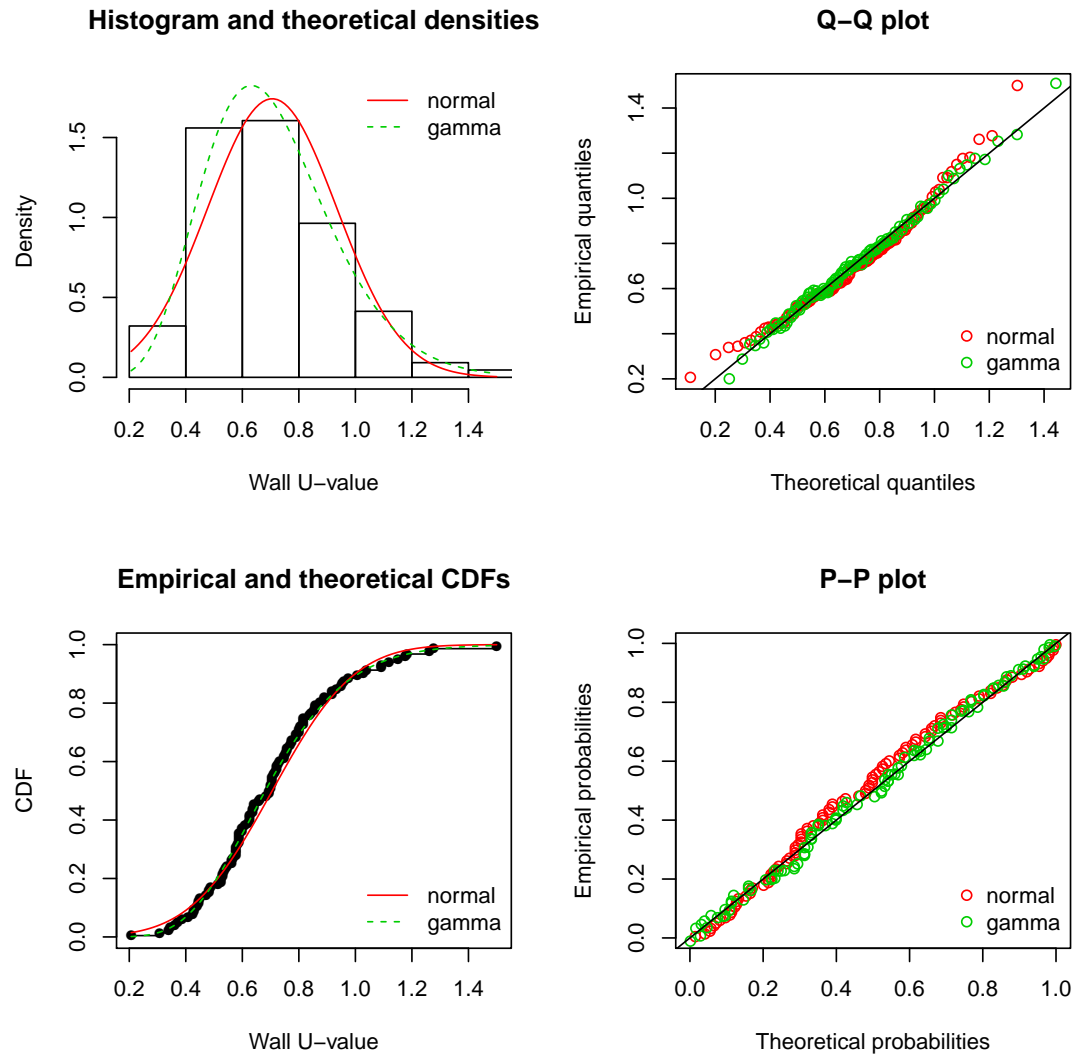 Histogram and theoretical densities
Density
0.0 0.5 1.0 1.5
normal
gamma
0.2 0.4 0.6 0.8 1.0 1.2 1.4
Wall U−value
Q−Q plot
Empirical quantiles
0.2 0.6 1.0 1.4
normal
gamma
0.2 0.4 0.6 0.8 1.0 1.2 1.4
Theoretical quantiles
Empirical and theoretical CDFs
CDF
0.0 0.2 0.4 0.6 0.8 1.0
normal
gamma
0.2 0.4 0.6 0.8 1.0 1.2 1.4
Wall U−value
P−P plot
Empirical probabilities
0.0 0.2 0.4 0.6 0.8 1.0
normal
gamma
0.0 0.2 0.4 0.6 0.8 1.0
Theoretical probabilities